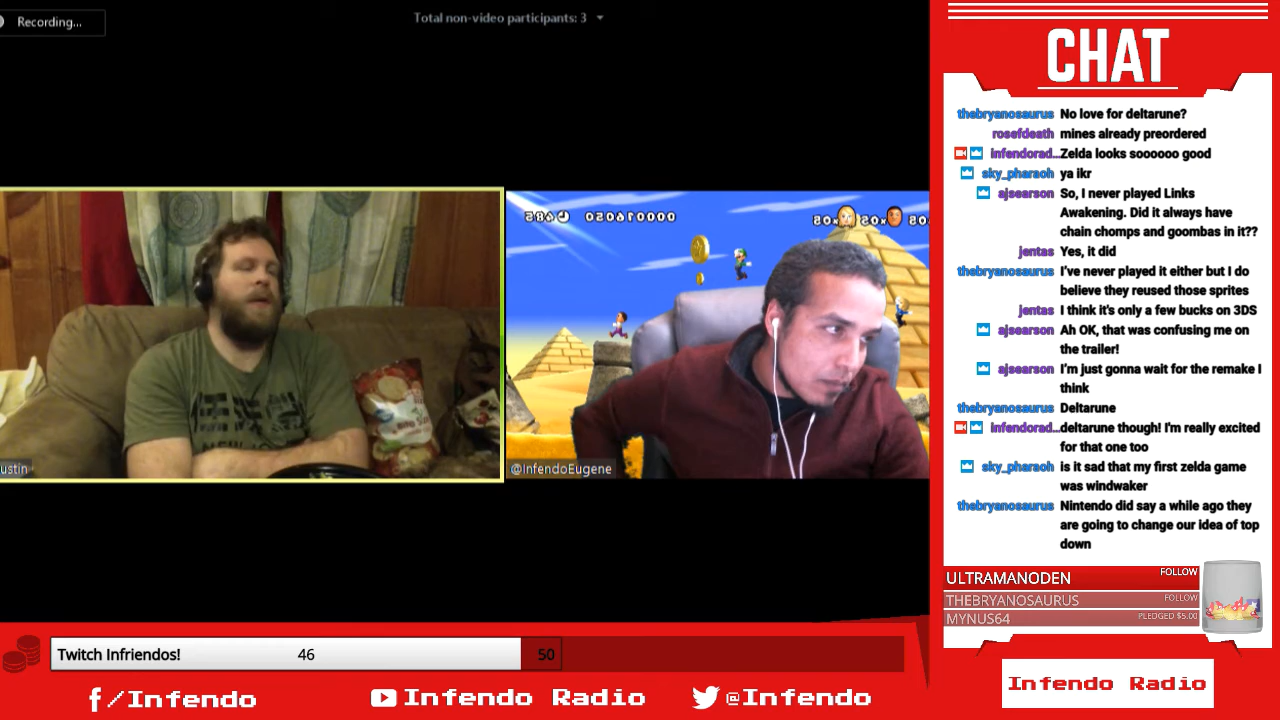 Recording...
Total non-video participants: 3
CHAT
thebryanosaurus No love for deltarune?
rosefdeath mines already preordered
infendorad... Zelda looks soooooo good
sky_pharaoh ya ikr
ajsearson So, I never played Links
Awakening. Did it always have
chain chomps and goombas in it??
jentas Yes, it did
thebryanosaurus I've never played it either but I do
believe they reused those sprites
jentas I think it's only a few bucks on 3DS
ajsearson Ah OK, that was confusing me on
the trailer!
ajsearson I'm just gonna wait for the remake I
think
thebryanosaurus Deltarune
infendorad... deltarune though! I'm really excited
for that one too
sky_pharaoh is it sad that my first zelda game
was windwaker
thebryanosaurus Nintendo did say a while ago they
are going to change our idea of top
down
ustin
@InfendoEugene
ULTRAMANODEN FOLLOW
THEBRYANOSAURUS FOLLOW
MYNUS64 PLEDGED $5.00
Twitch Infriendos! 46 50
f/Infendo
Infendo Radio
@Infendo
Infendo Radio